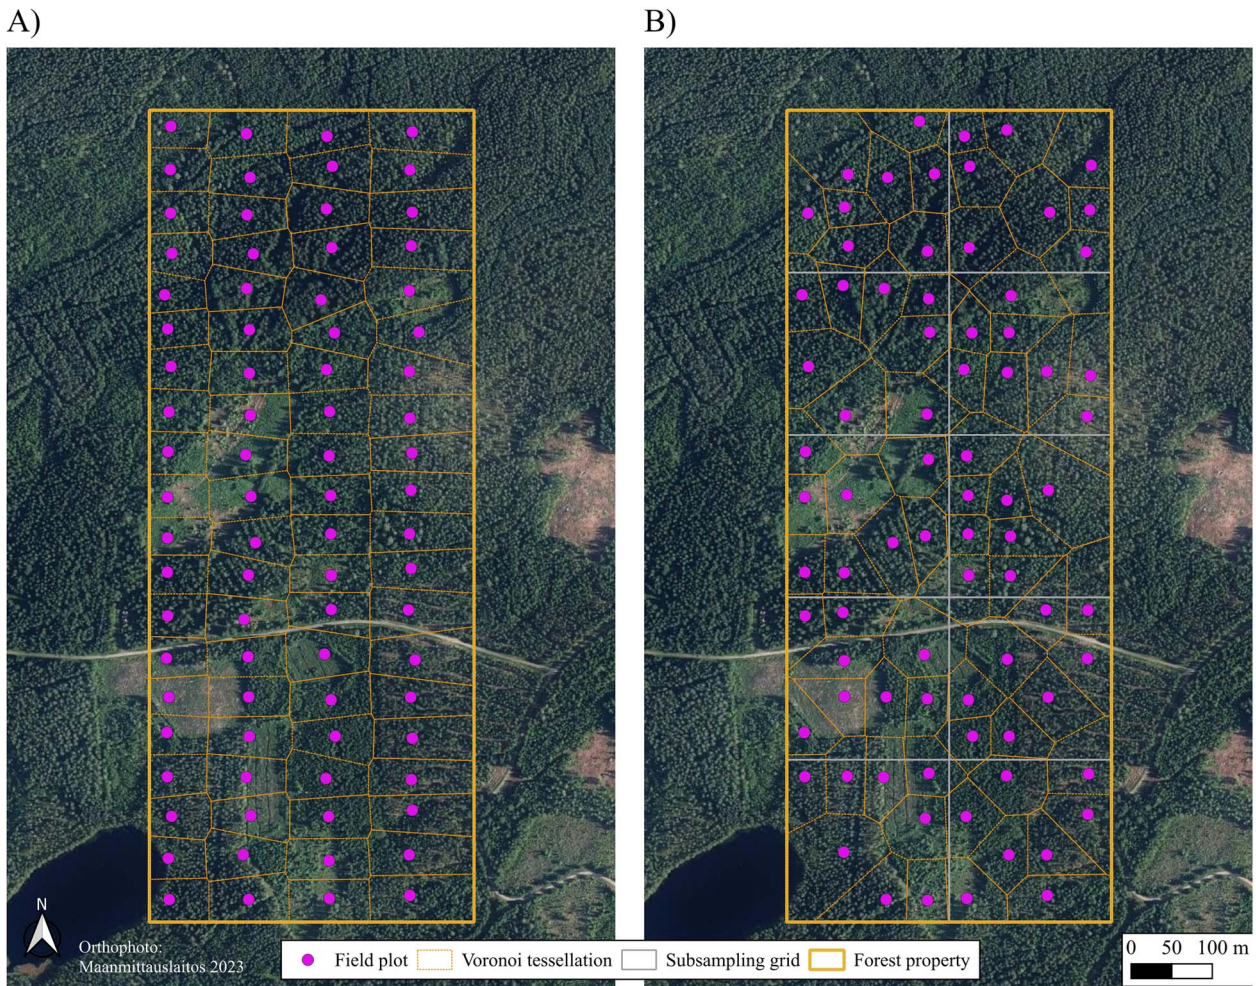 A)
B)
N
Orthophoto:
Maanmittauslaitos 2023
Field plot
Voronoi tessellation
Subsampling grid
Forest property
0 50 100 m